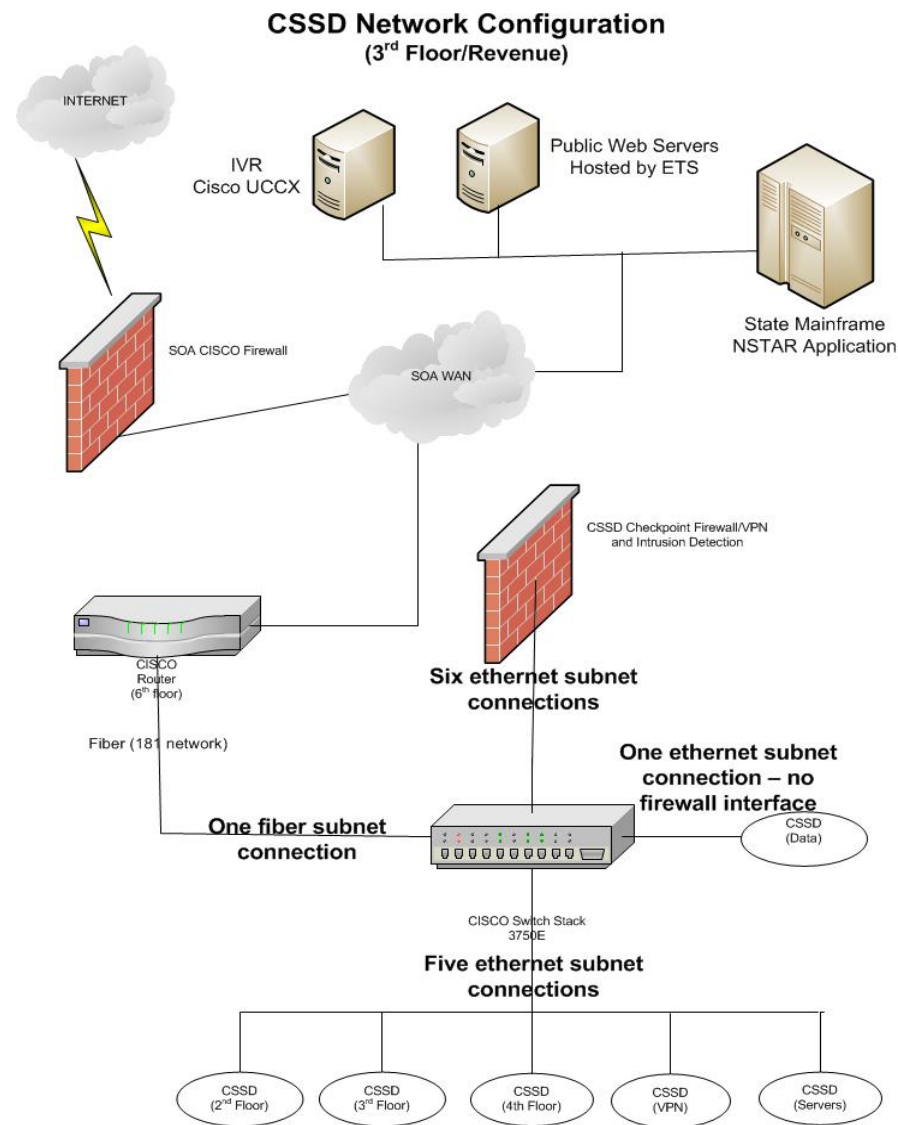 CSSD Network Configuration
(3rd Floor/Revenue)
INTERNET
IVR
Cisco UCCX
Public Web Servers
Hosted by ETS
State Mainframe
NSTAR Application
SOA CISCO Firewall
SOA WAN
CSSD Checkpoint Firewall/VPN
and Intrusion Detection
CISCO
Router
(6th floor)
Fiber (181 network)
Six ethernet subnet
connections
One ethernet subnet
connection – no
firewall interface
CSSD
(Data)
One fiber subnet
connection
CISCO Switch Stack
3750E
Five ethernet subnet
connections
CSSD
(2nd Floor)
CSSD
(3rd Floor)
CSSD
(4th Floor)
CSSD
(VPN)
CSSD
(Servers)